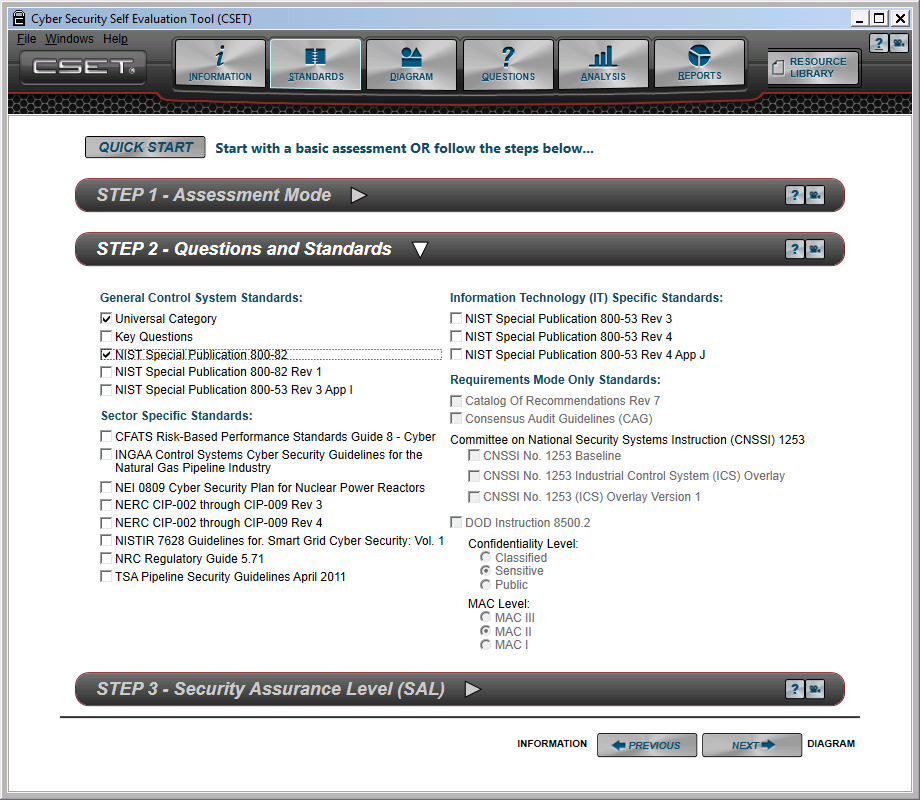 Cyber Security Self Evaluation Tool (CSET)
File Windows Help
CSET
INFORMATION
STANDARDS
DIAGRAM
QUESTIONS
ANALYSIS
REPORTS
RESOURCE
LIBRARY
QUICK START
Start with a basic assessment OR follow the steps below...
STEP 1 - Assessment Mode
STEP 2 - Questions and Standards
General Control System Standards:
Universal Category
Key Questions
NIST Special Publication 800-82
NIST Special Publication 800-82 Rev 1
NIST Special Publication 800-53 Rev 3 App I
Sector Specific Standards:
CFATS Risk-Based Performance Standards Guide 8 - Cyber
INGAA Control Systems Cyber Security Guidelines for the
Natural Gas Pipeline Industry
NEI 0809 Cyber Security Plan for Nuclear Power Reactors
NERC CIP-002 through CIP-009 Rev 3
NERC CIP-002 through CIP-009 Rev 4
NISTIR 7628 Guidelines for. Smart Grid Cyber Security: Vol. 1
NRC Regulatory Guide 5.71
TSA Pipeline Security Guidelines April 2011
Information Technology (IT) Specific Standards:
NIST Special Publication 800-53 Rev 3
NIST Special Publication 800-53 Rev 4
NIST Special Publication 800-53 Rev 4 App J
Requirements Mode Only Standards:
Catalog Of Recommendations Rev 7
Consensus Audit Guidelines (CAG)
Committee on National Security Systems Instruction (CNSSI) 1253
CNSSI No. 1253 Baseline
CNSSI No. 1253 Industrial Control System (ICS) Overlay
CNSSI No. 1253 (ICS) Overlay Version 1
DOD Instruction 8500.2
Confidentiality Level:
Classified
Sensitive
Public
MAC Level:
MAC III
MAC II
MAC I
STEP 3 - Security Assurance Level (SAL)
INFORMATION
PREVIOUS
NEXT
DIAGRAM